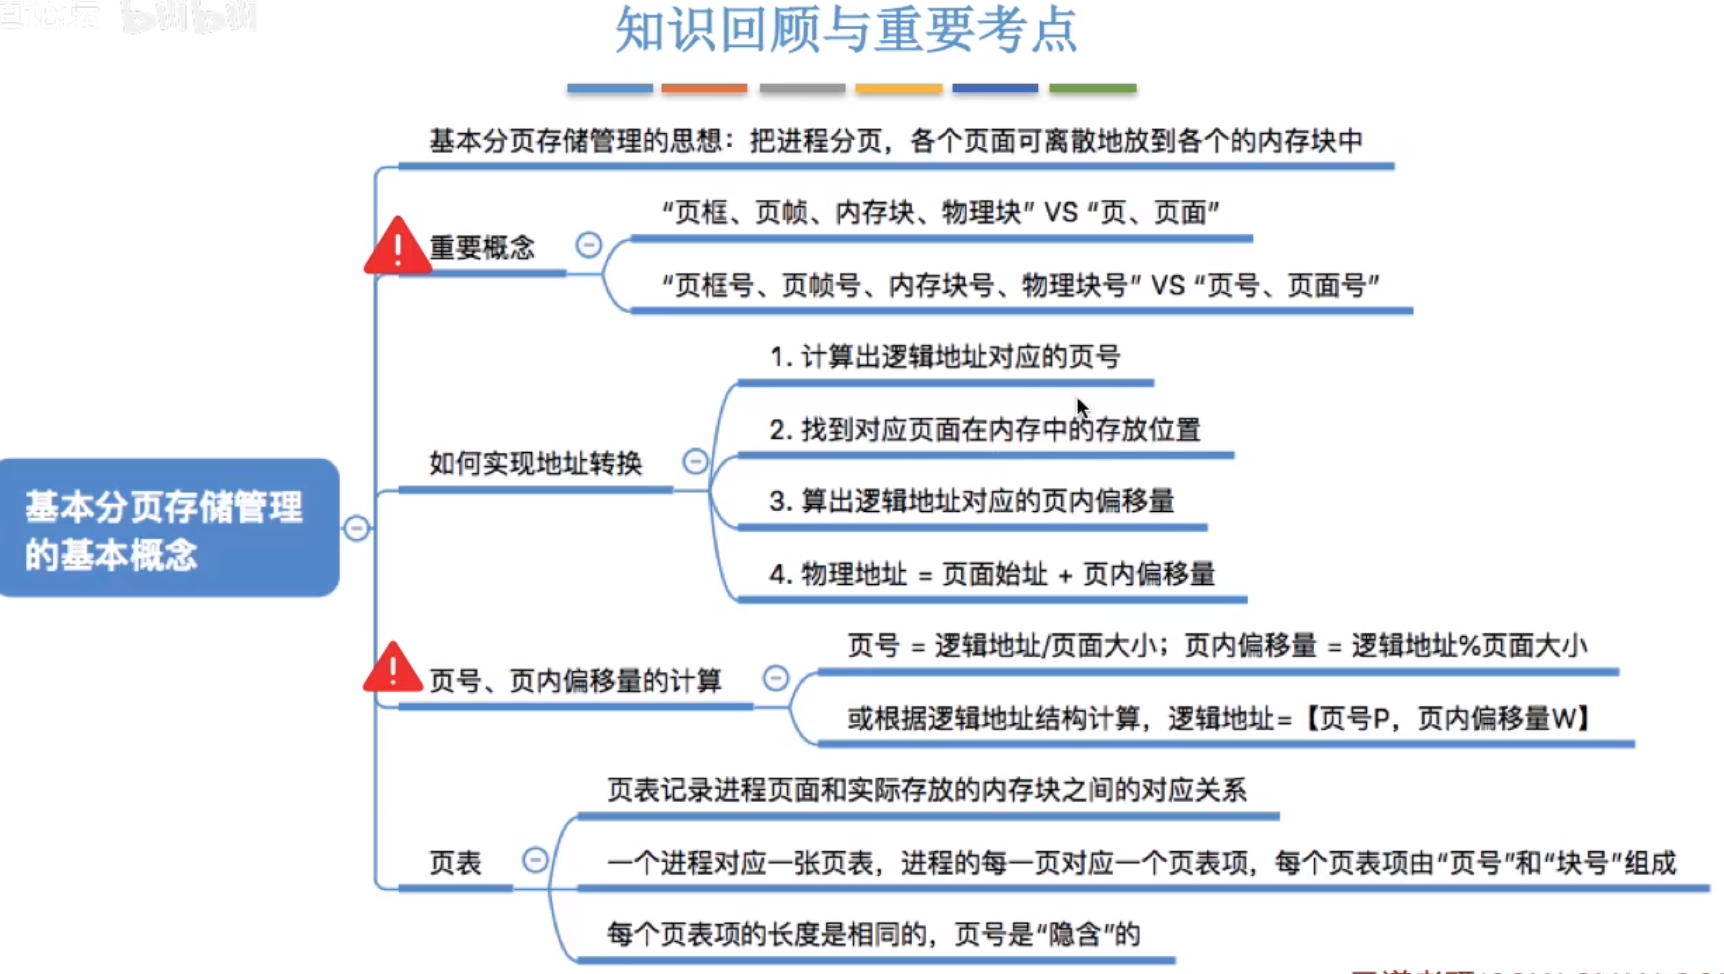 bilibili
知识回顾与重要考点
基本分页存储管理的思想：把进程分页，各个页面可离散地放到各个的内存块中
重要概念
“页框、页帧、内存块、物理块” VS “页、页面”
“页框号、页帧号、内存块号、物理块号” VS “页号、页面号”
如何实现地址转换
1. 计算出逻辑地址对应的页号
2. 找到对应页面在内存中的存放位置
3. 算出逻辑地址对应的页内偏移量
4. 物理地址 = 页面始址 + 页内偏移量
基本分页存储管理
的基本概念
页号、页内偏移量的计算
页号 = 逻辑地址/页面大小；页内偏移量 = 逻辑地址%页面大小
或根据逻辑地址结构计算，逻辑地址=【页号P，页内偏移量W】
页表
页表记录进程页面和实际存放的内存块之间的对应关系
一个进程对应一张页表，进程的每一页对应一个页表项，每个页表项由“页号”和“块号”组成
每个页表项的长度是相同的，页号是“隐含”的